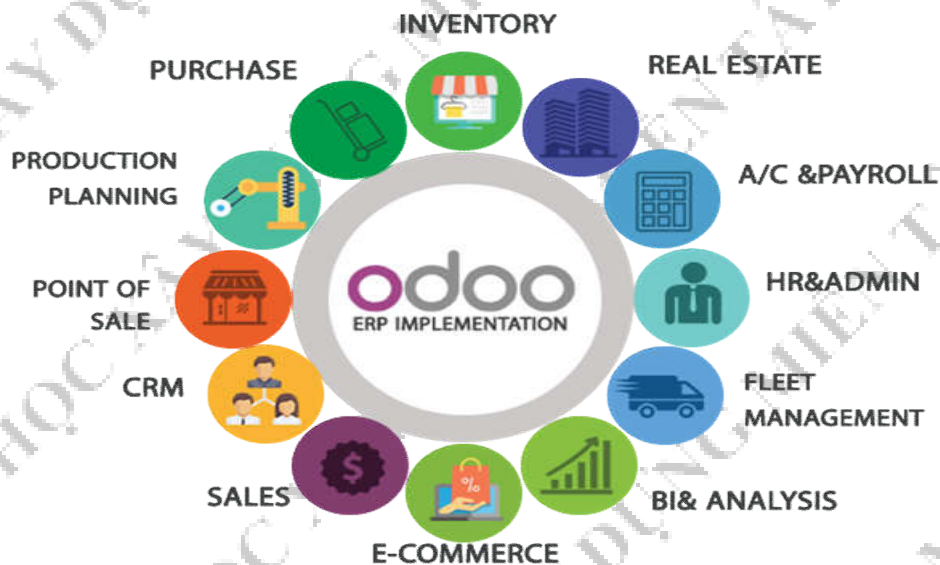 INVENTORY
REAL ESTATE
A/C &PAYROLL
HR&ADMIN
FLEET
MANAGEMENT
BI& ANALYSIS
E-COMMERCE
SALES
CRM
POINT OF
SALE
PRODUCTION
PLANNING
PURCHASE
odoo
ERP IMPLEMENTATION
$
%